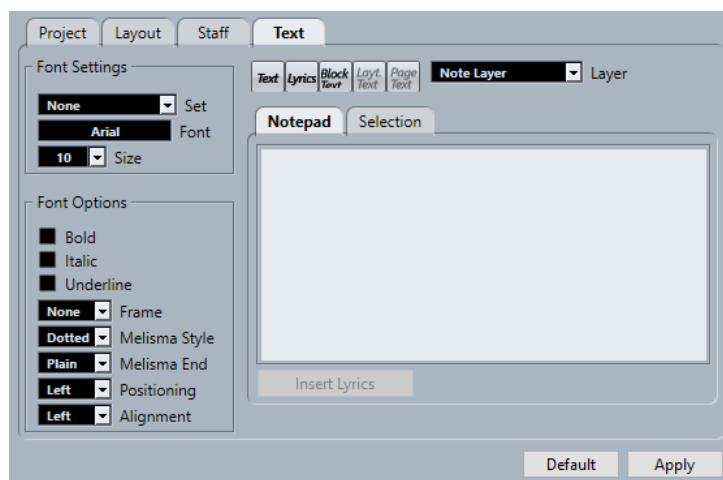 Project Layout Staff Text
Font Settings
None Set
Arial Font
10 Size
Font Options
Bold
Italic
Underline
None Frame
Dotted Melisma Style
Plain Melisma End
Left Positioning
Left Alignment
Text Lyrics Block Text Layt. Text Page Text Note Layer Layer
Notepad Selection
Insert Lyrics
Default Apply